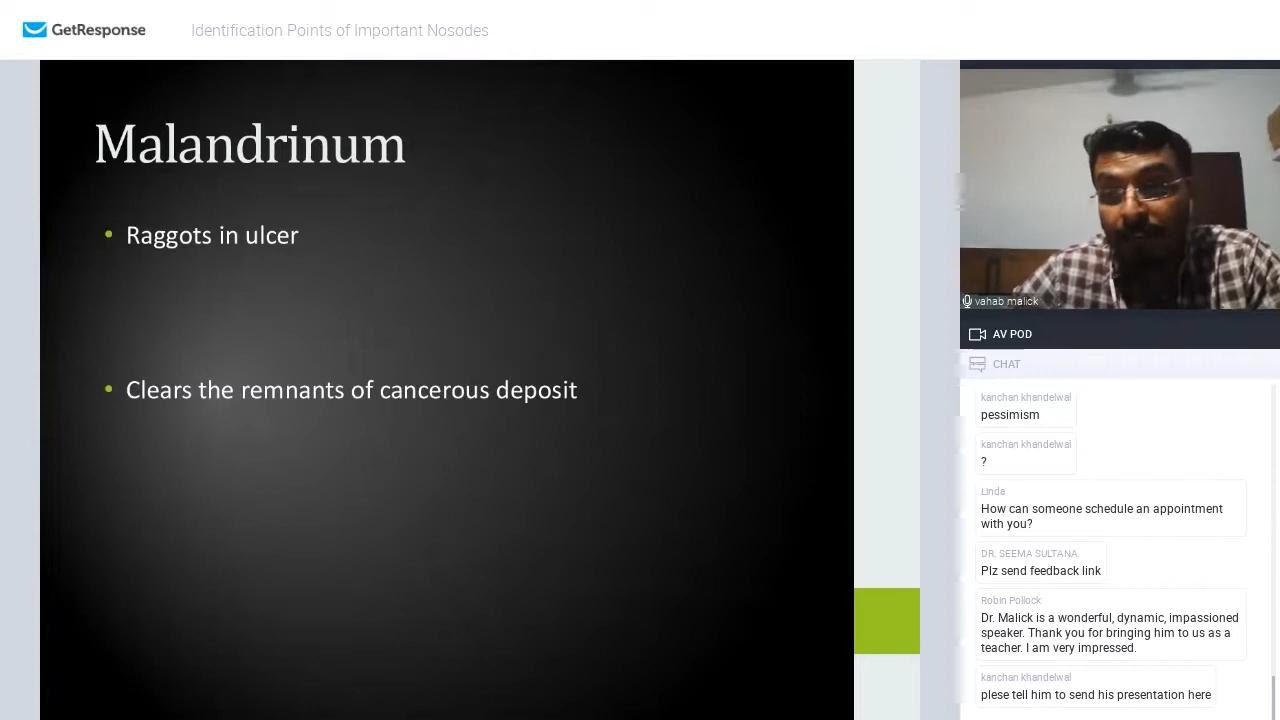 GetResponse
Identification Points of Important Nosodes
Malandrinum
• Raggots in ulcer
• Clears the remnants of cancerous deposit
vahab malick
AV POD
CHAT
kanchan khandelwal
pessimism
kanchan khandelwal
?
Linda
How can someone schedule an appointment
with you?
DR. SEEMA SULTANA
Plz send feedback link
Robin Pollock
Dr. Malick is a wonderful, dynamic, impassioned
speaker. Thank you for bringing him to us as a
teacher. I am very impressed.
kanchan khandelwal
plese tell him to send his presentation here